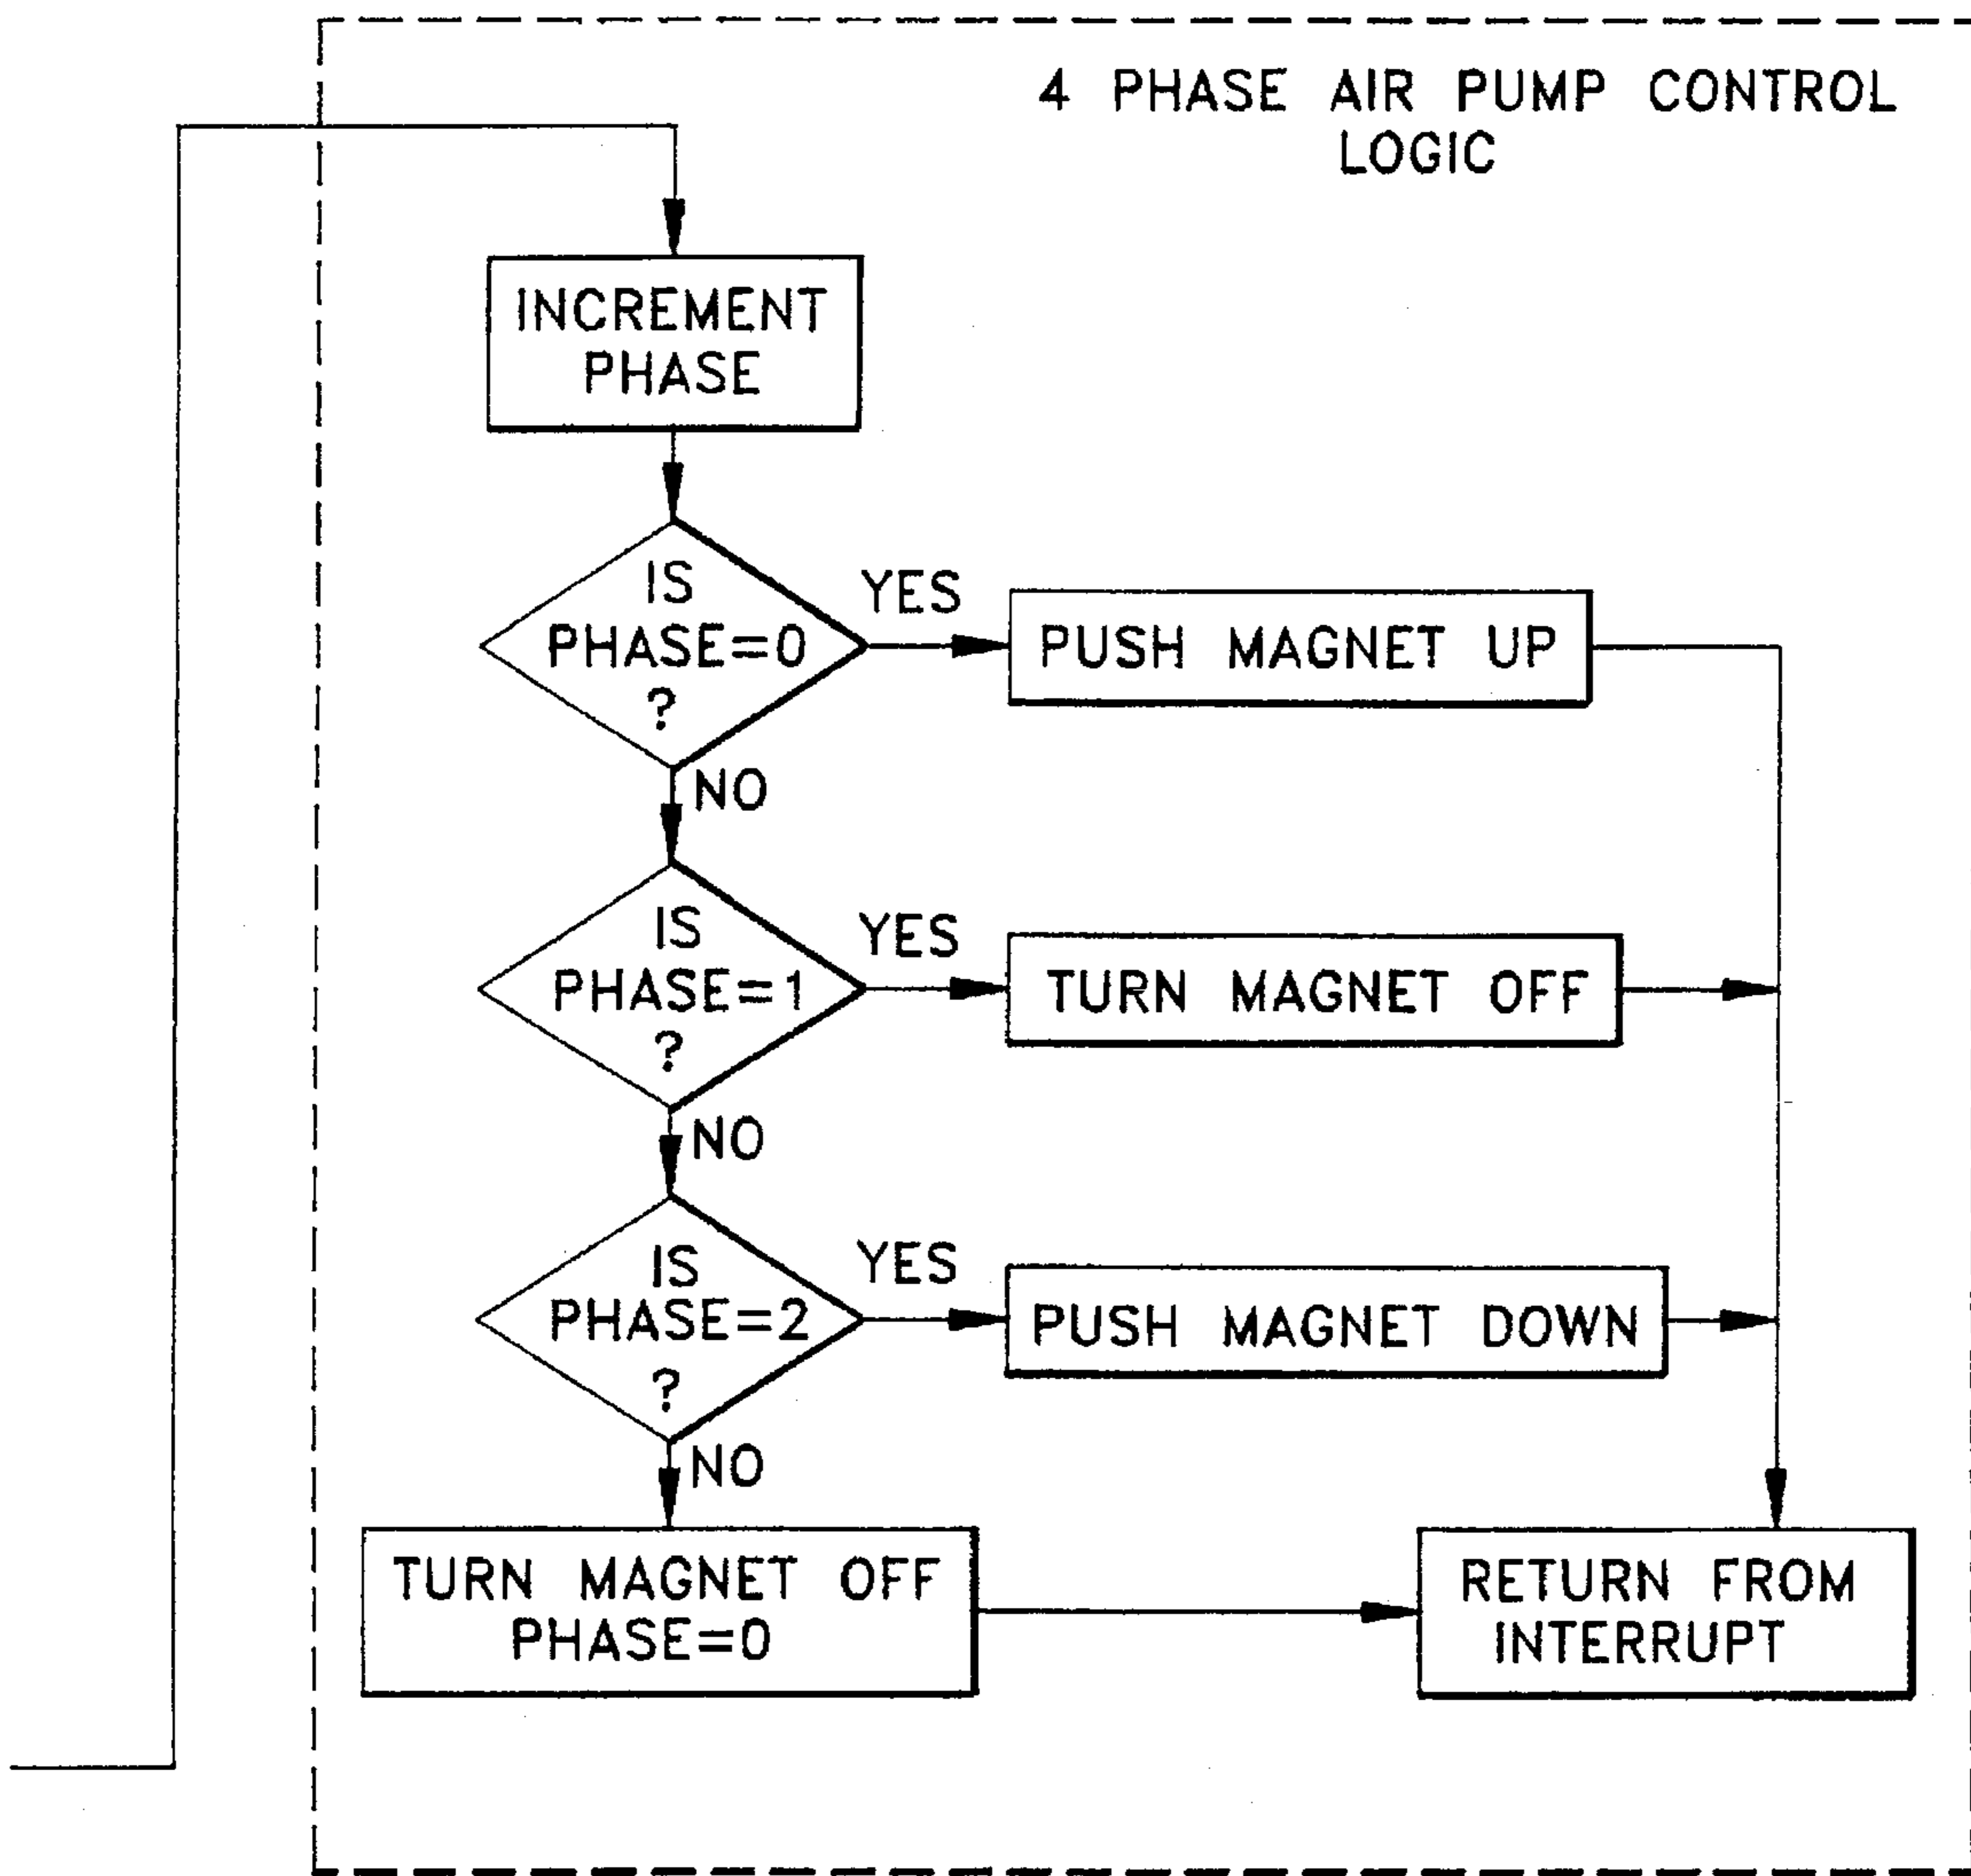 4 PHASE AIR PUMP CONTROL
LOGIC
INCREMENT
PHASE
IS
PHASE=0
?
YES
PUSH MAGNET UP
NO
IS
PHASE=1
?
YES
TURN MAGNET OFF
NO
IS
PHASE=2
?
YES
PUSH MAGNET DOWN
NO
TURN MAGNET OFF
PHASE=0
RETURN FROM
INTERRUPT